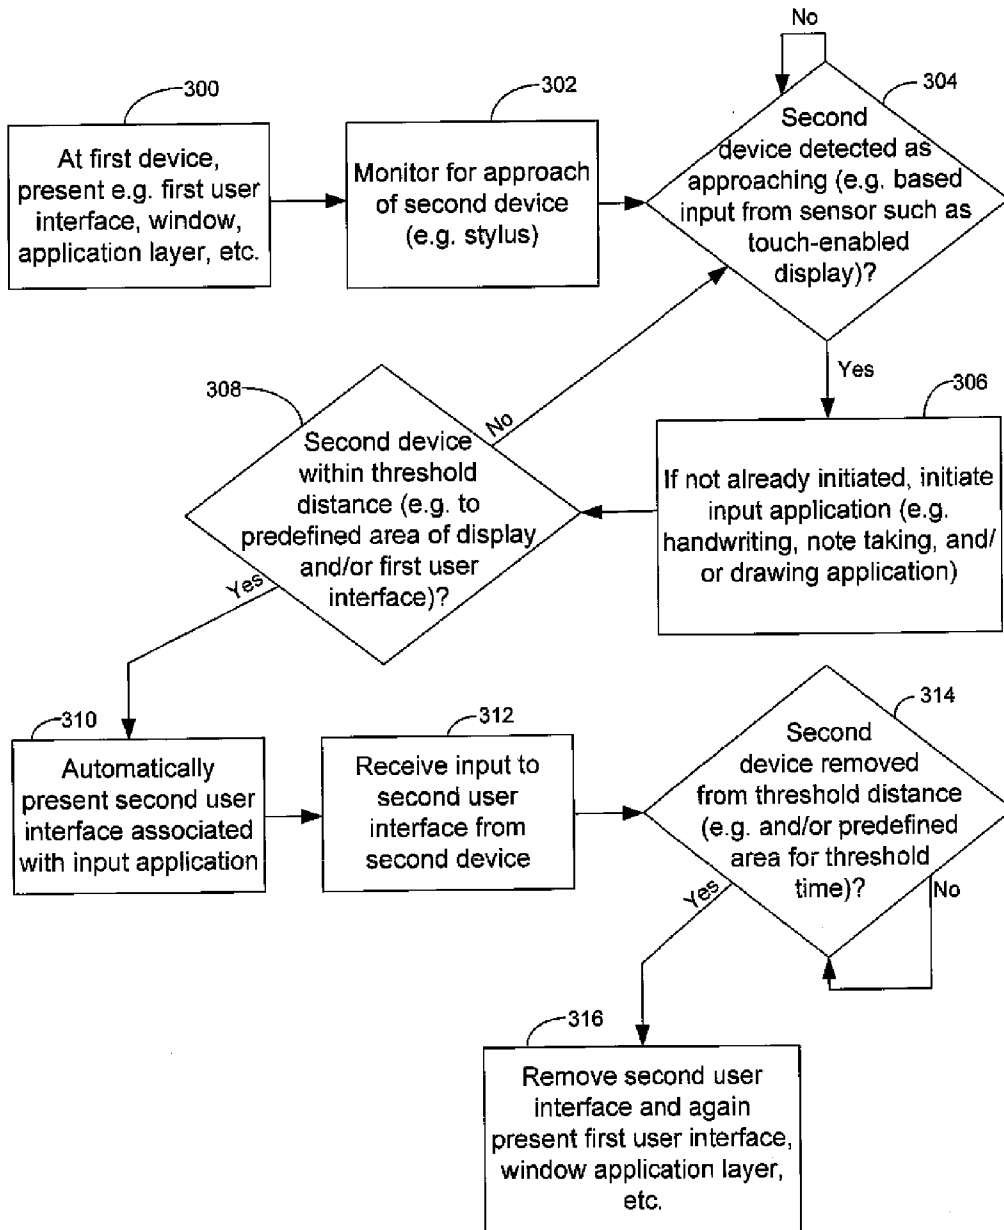 300
At first device,
present e.g. first user
interface, window,
application layer, etc.
302
Monitor for approach
of second device
(e.g. stylus)
No
304
Second
device detected as
approaching (e.g. based
input from sensor such as
touch-enabled
display)?
Yes
306
If not already initiated, initiate
input application (e.g.
handwriting, note taking, and/
or drawing application)
308
Second device
within threshold
distance (e.g. to
predefined area of display
and/or first user
interface)?
No
Yes
310
Automatically
present second user
interface associated
with input application
312
Receive input to
second user
interface from
second device
314
Second
device removed
from threshold distance
(e.g. and/or predefined
area for threshold
time)?
No
Yes
316
Remove second user
interface and again
present first user interface,
window application layer,
etc.